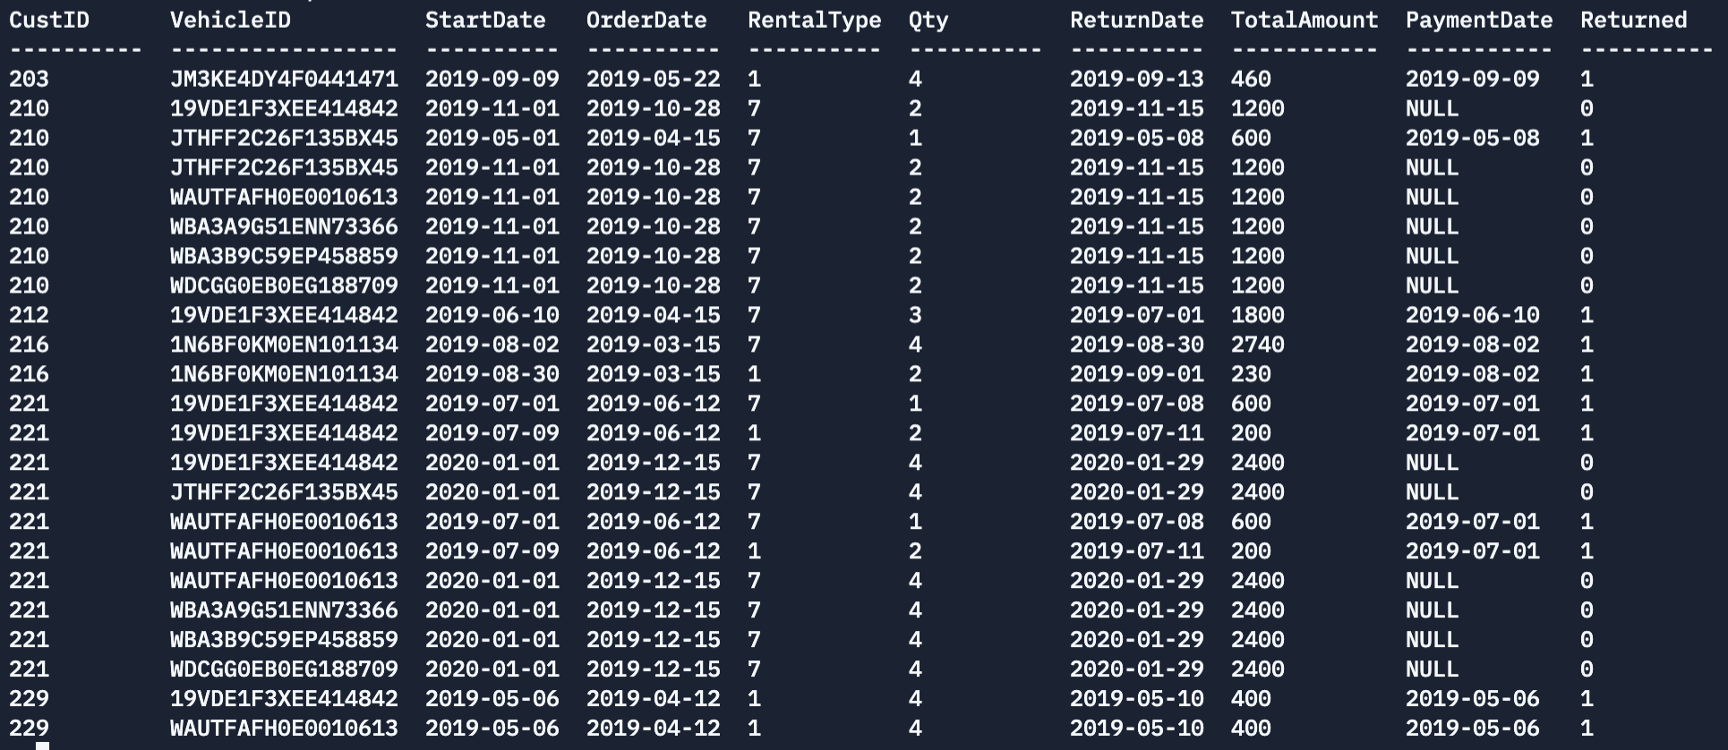 CustID VehicleID StartDate OrderDate RentalType Qty ReturnDate TotalAmount PaymentDate Returned
---------- ----------------- ---------- ---------- ---------- ---------- ---------- ----------- ----------- ----------
203 JM3KE4DY4F0441471 2019-09-09 2019-05-22 1 4 2019-09-13 460 2019-09-09 1
210 19VDE1F3XEE414842 2019-11-01 2019-10-28 7 2 2019-11-15 1200 NULL 0
210 JTHFF2C26F135BX45 2019-05-01 2019-04-15 7 1 2019-05-08 600 2019-05-08 1
210 JTHFF2C26F135BX45 2019-11-01 2019-10-28 7 2 2019-11-15 1200 NULL 0
210 WAUTFAFH0E0010613 2019-11-01 2019-10-28 7 2 2019-11-15 1200 NULL 0
210 WBA3A9G51ENN73366 2019-11-01 2019-10-28 7 2 2019-11-15 1200 NULL 0
210 WBA3B9C59EP458859 2019-11-01 2019-10-28 7 2 2019-11-15 1200 NULL 0
210 WDCGG0EB0EG188709 2019-11-01 2019-10-28 7 2 2019-11-15 1200 NULL 0
212 19VDE1F3XEE414842 2019-06-10 2019-04-15 7 3 2019-07-01 1800 2019-06-10 1
216 1N6BF0KM0EN101134 2019-08-02 2019-03-15 7 4 2019-08-30 2740 2019-08-02 1
216 1N6BF0KM0EN101134 2019-08-30 2019-03-15 1 2 2019-09-01 230 2019-08-02 1
221 19VDE1F3XEE414842 2019-07-01 2019-06-12 7 1 2019-07-08 600 2019-07-01 1
221 19VDE1F3XEE414842 2019-07-09 2019-06-12 1 2 2019-07-11 200 2019-07-01 1
221 19VDE1F3XEE414842 2020-01-01 2019-12-15 7 4 2020-01-29 2400 NULL 0
221 JTHFF2C26F135BX45 2020-01-01 2019-12-15 7 4 2020-01-29 2400 NULL 0
221 WAUTFAFH0E0010613 2019-07-01 2019-06-12 7 1 2019-07-08 600 2019-07-01 1
221 WAUTFAFH0E0010613 2019-07-09 2019-06-12 1 2 2019-07-11 200 2019-07-01 1
221 WAUTFAFH0E0010613 2020-01-01 2019-12-15 7 4 2020-01-29 2400 NULL 0
221 WBA3A9G51ENN73366 2020-01-01 2019-12-15 7 4 2020-01-29 2400 NULL 0
221 WBA3B9C59EP458859 2020-01-01 2019-12-15 7 4 2020-01-29 2400 NULL 0
221 WDCGG0EB0EG188709 2020-01-01 2019-12-15 7 4 2020-01-29 2400 NULL 0
229 19VDE1F3XEE414842 2019-05-06 2019-04-12 1 4 2019-05-10 400 2019-05-06 1
229 WAUTFAFH0E0010613 2019-05-06 2019-04-12 1 4 2019-05-10 400 2019-05-06 1